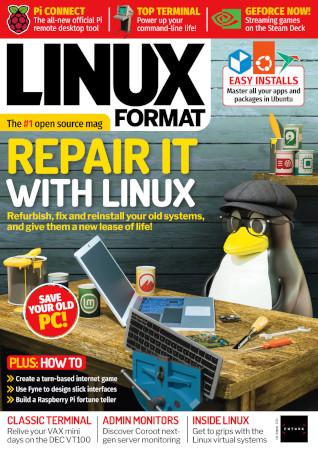 Pi CONNECT
The all-new official Pi
remote desktop tool
TOP TERMINAL
Power up your
command-line life!
GEFORCE NOW!
Streaming games
on the Steam Deck
LINUX
FORMAT
The #1 open source mag
EASY INSTALLS
Master all your apps and
packages in Ubuntu
REPAIR IT
WITH LINUX
Refurbish, fix and reinstall your old systems,
and give them a new lease of life!
SAVE
YOUR OLD
PC!
PLUS: HOW TO
Create a turn-based internet game
Use Fyne to design slick interfaces
Build a Raspberry Pi fortune teller
CLASSIC TERMINAL
Relive your VAX mini
days on the DEC VT100
ADMIN MONITORS
Discover Coroot next-
gen server monitoring
INSIDE LINUX
Get to grips with the
Linux virtual systems
FUTURE